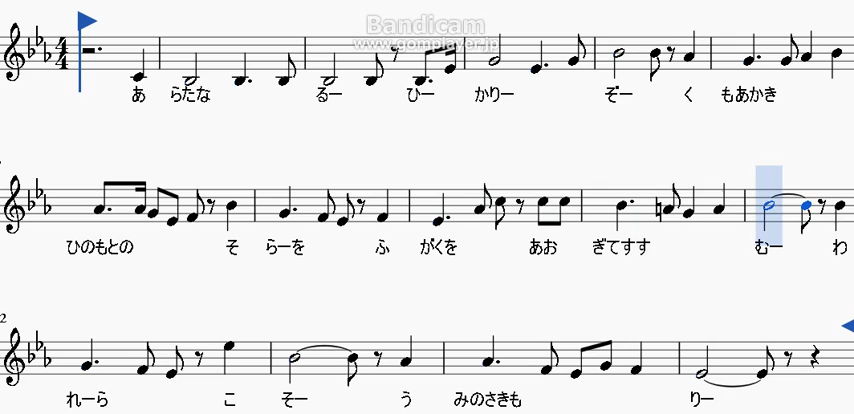 Bandicam
www.gomplayer.jp
あ らたな るー ひー かりー ぞー く もあかき
ひのもとの そ らーを ふ がくを あお ぎてすす むー わ
2
れーら こ そー う みのさきも りー